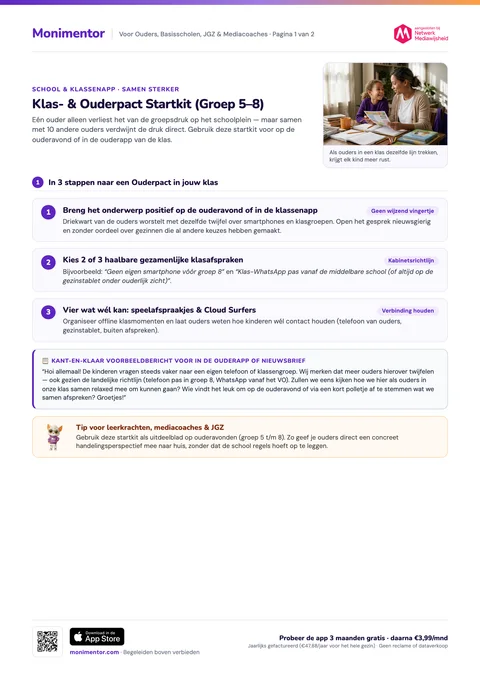 Monimentor
Voor Ouders, Basisscholen, JGZ & Mediacoaches · Pagina 1 van 2
aangesloten bij
Netwerk
Mediawijsheid
SCHOOL & KLASSENAPP · SAMEN STERKER
Klas- & Ouderpact Startkit (Groep 5–8)
Eén ouder alleen verliest het van de groepsdruk op het schoolplein — maar samen
met 10 andere ouders verdwijnt de druk direct. Gebruik deze startkit voor op de
ouderavond of in de ouderapp van de klas.
Als ouders in een klas dezelfde lijn trekken,
krijgt elk kind meer rust.
1 In 3 stappen naar een Ouderpact in jouw klas
1 Breng het onderwerp positief op de ouderavond of in de klassenapp
Geen wijzend vingertje
Driekwart van de ouders worstelt met dezelfde twijfel over smartphones en klasgroepen. Open het gesprek nieuwsgierig
en zonder oordeel over gezinnen die al andere keuzes hebben gemaakt.
2 Kies 2 of 3 haalbare gezamenlijke klasafspraken
Kabinetsrichtlijn
Bijvoorbeeld: "Geen eigen smartphone vóór groep 8" en "Klas-WhatsApp pas vanaf de middelbare school (of altijd op de
gezinstablet onder ouderlijk zicht)".
3 Vier wat wél kan: speelafspraakjes & Cloud Surfers
Verbinding houden
Organiseer offline klasmomenten en laat ouders weten hoe kinderen wél contact houden (telefoon van ouders,
gezinstablet, buiten afspreken).
KANT-EN-KLAAR VOORBEELDBERICHT VOOR IN DE OUDERAPP OF NIEUWSBRIEF
"Hoi allemaal! De kinderen vragen steeds vaker naar een eigen telefoon of klassengroep. Wij merken dat meer ouders hierover twijfelen
— ook gezien de landelijke richtlijn (telefoon pas in groep 8, WhatsApp vanaf het VO). Zullen we eens kijken hoe we hier als ouders in
onze klas samen relaxed mee om kunnen gaan? Wie vindt het leuk om op de ouderavond of via een kort polletje af te stemmen wat we
samen afspreken? Groetjes!"
Tip voor leerkrachten, mediacoaches & JGZ
Gebruik deze startkit als uitdeelblad op ouderavonden (groep 5 t/m 8). Zo geef je ouders direct een concreet
handelingsperspectief mee naar huis, zonder dat de school regels hoeft op te leggen.
Download in de
App Store
monimentor.com · Begeleiden boven verbieden
Probeer de app 3 maanden gratis · daarna €3,99/mnd
Jaarlijks gefactureerd (€47,88/jaar voor het hele gezin) · Geen reclame of dataverkoop